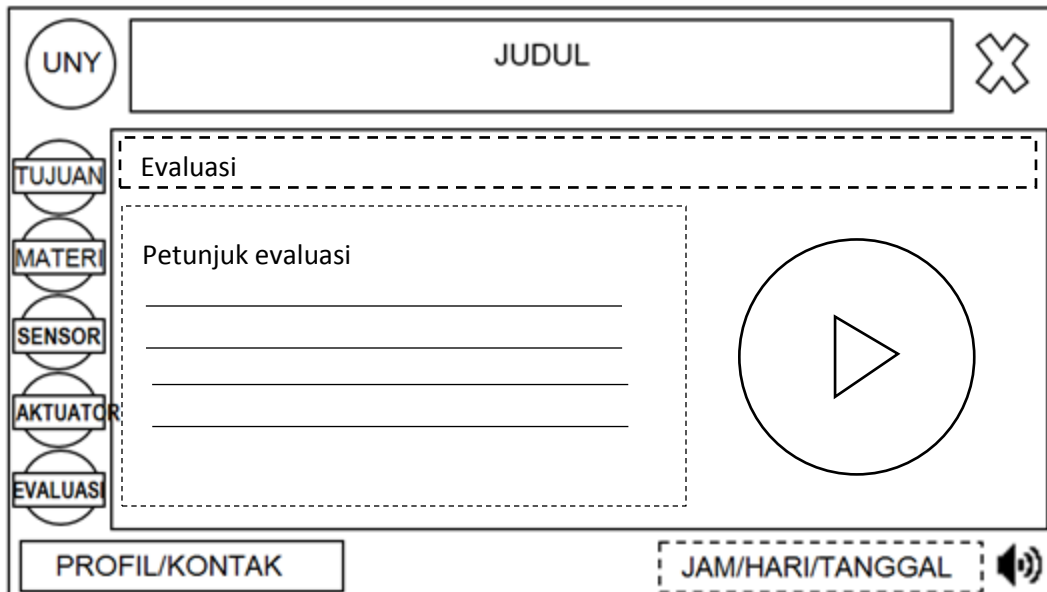 UNY
JUDUL
TUJUAN
Evaluasi
MATERI
Petunjuk evaluasi
SENSOR
AKTUATOR
EVALUASI
PROFIL/KONTAK
JAM/HARI/TANGGAL